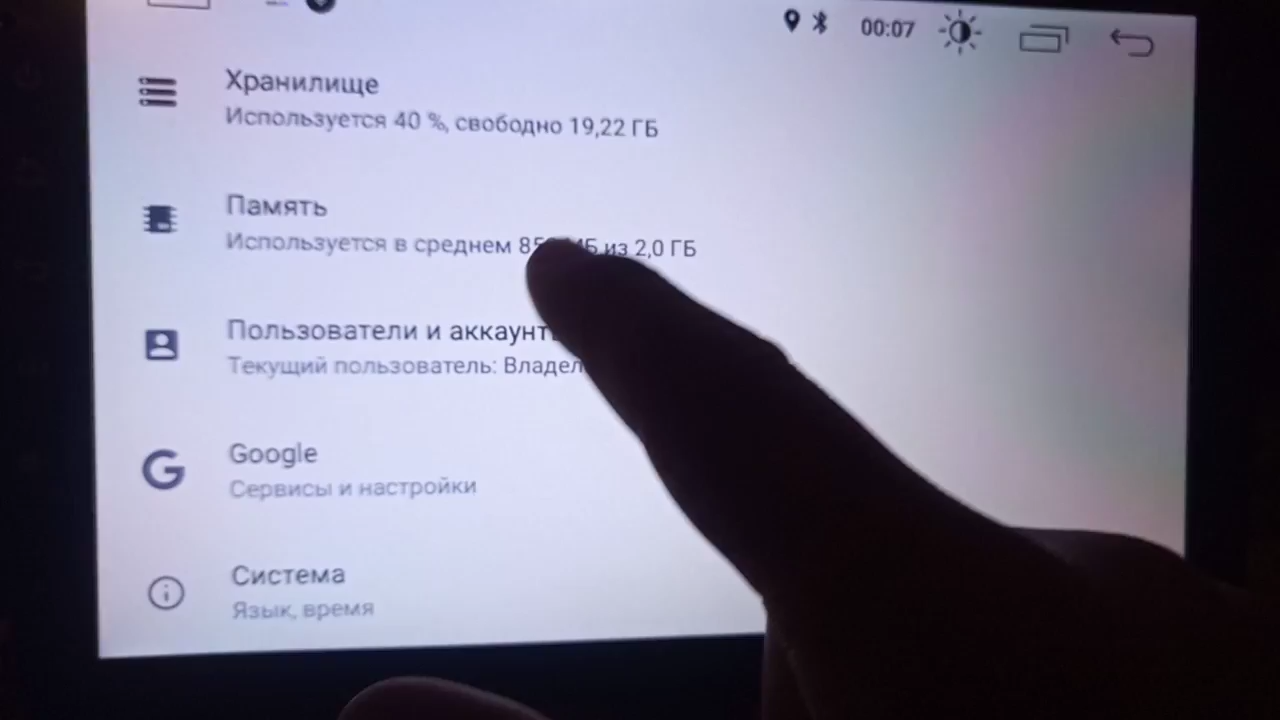 00:07
Хранилище
Используется 40 %, свободно 19,22 ГБ
Память
Используется в среднем из 2,0 ГБ
Пользователи и
Текущий пользователь:
Google
Сервисы и настройки
Система
Язык, время